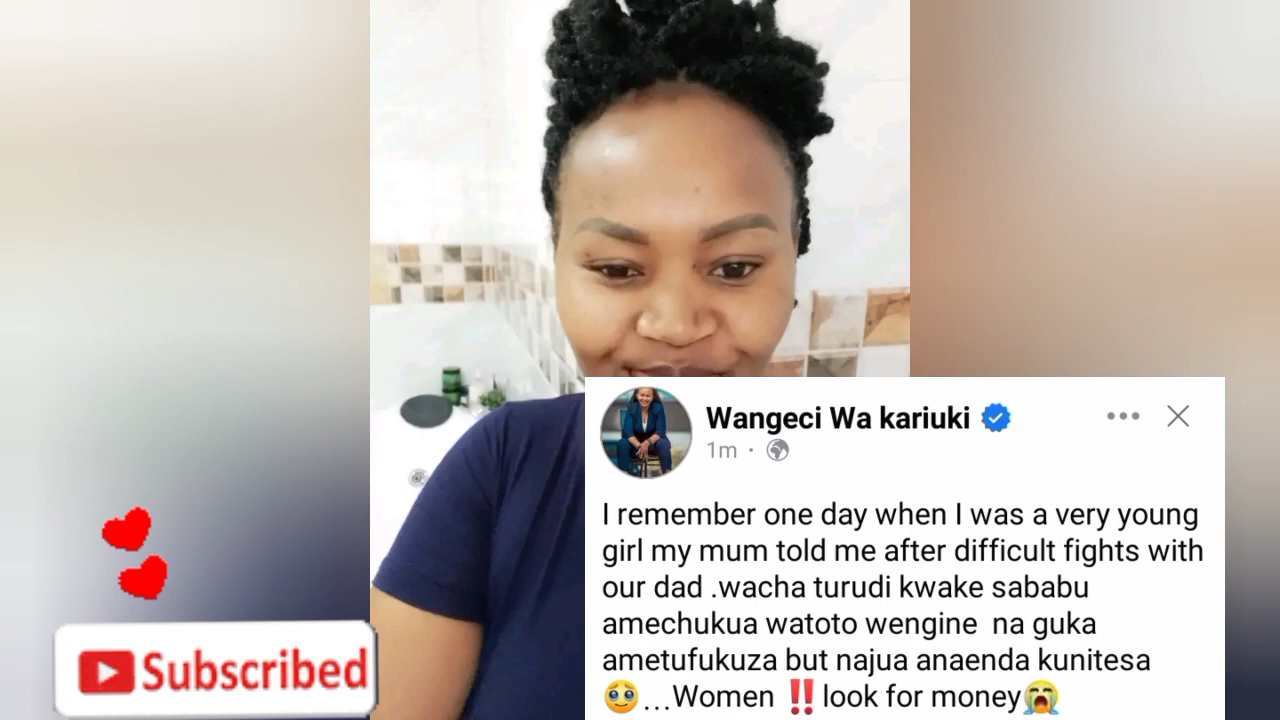 Wangeci Wa kariuki
1m ·
I remember one day when I was a very young
girl my mum told me after difficult fights with
our dad .wacha turudi kwake sababu
amechukua watoto wengine na guka
ametufukuza but najua anaenda kunitesa
🥹...Women ‼️look for money😭
Subscribed